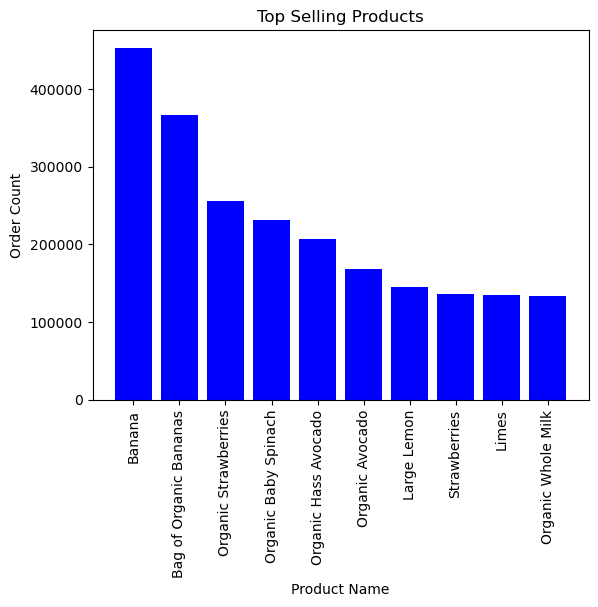 Top Selling Products
Order Count
400000
300000
200000
100000
0
Banana
Bag of Organic Bananas
Organic Strawberries
Organic Baby Spinach
Organic Hass Avocado
Organic Avocado
Large Lemon
Strawberries
Limes
Organic Whole Milk
Product Name